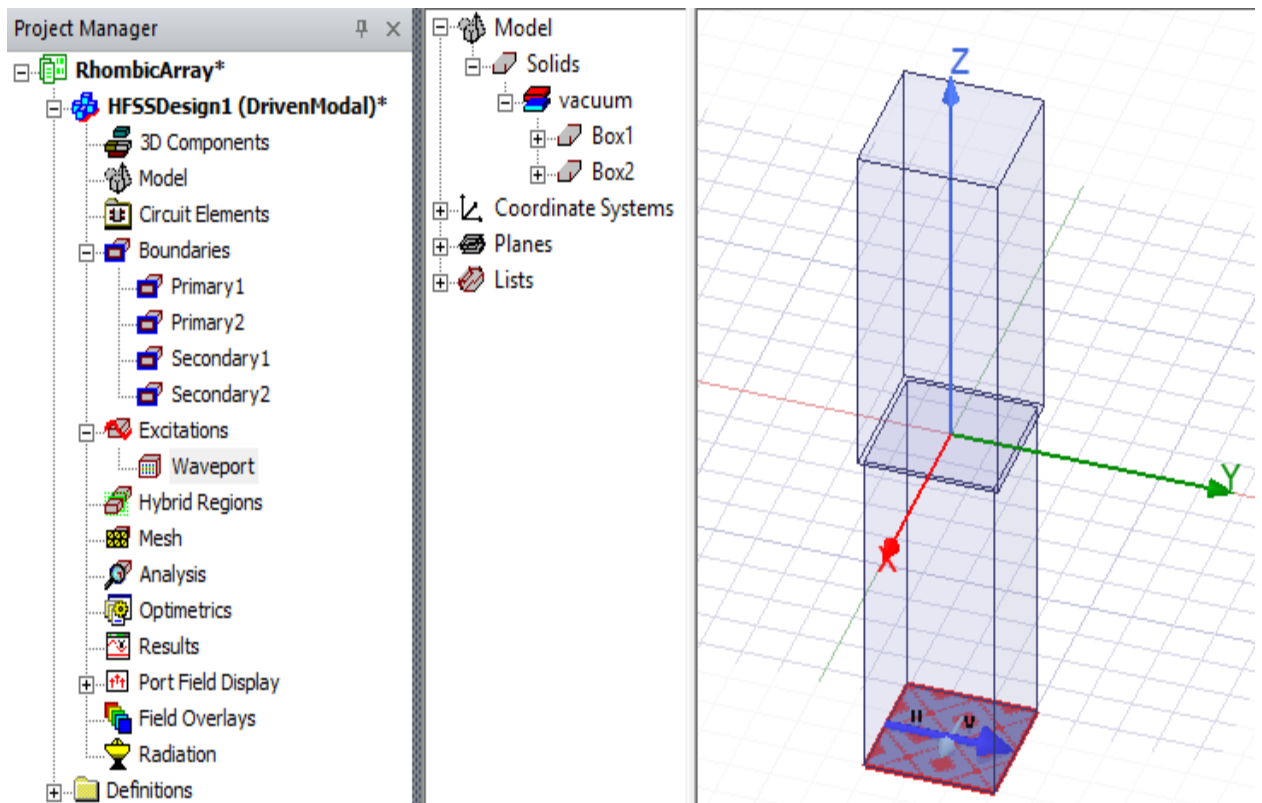 Project Manager
RhombicArray*
HFSSDesign1 (DrivenModal)*
3D Components
Model
Circuit Elements
Boundaries
Primary1
Primary2
Secondary1
Secondary2
Excitations
Waveport
Hybrid Regions
Mesh
Analysis
Optimetrics
Results
Port Field Display
Field Overlays
Radiation
Definitions
Model
Solids
vacuum
Box1
Box2
Coordinate Systems
Planes
Lists
Z
Y
X